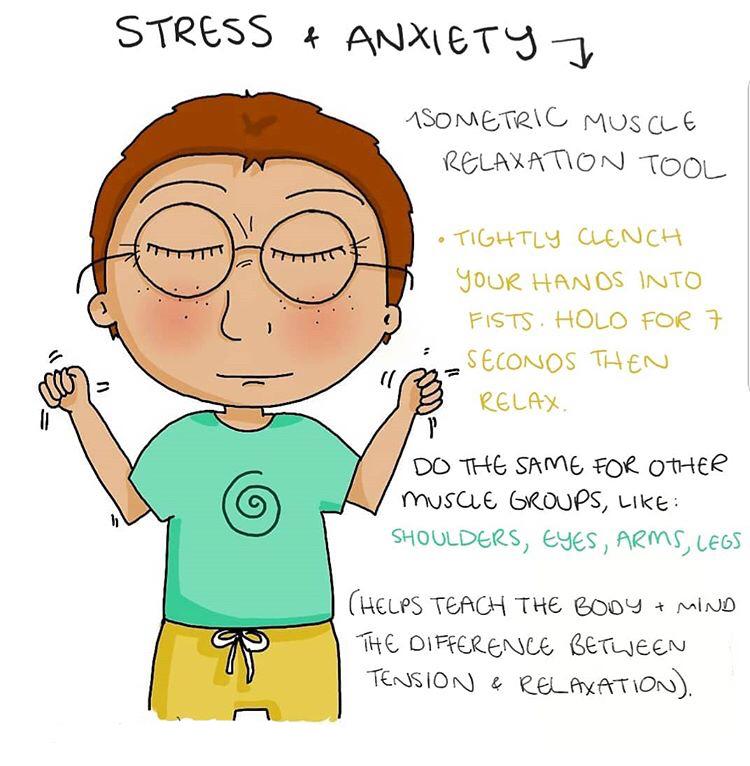 STRESS & ANXIETY
ISOMETRIC MUSCLE
RELAXATION TOOL
• TIGHTLY CLENCH
YOUR HANDS INTO
FISTS. HOLD FOR 7
SECONDS THEN
RELAX.
DO THE SAME FOR OTHER
MUSCLE GROUPS, LIKE:
SHOULDERS, EYES, ARMS, LEGS
(HELPS TEACH THE BODY + MIND
THE DIFFERENCE BETWEEN
TENSION & RELAXATION).